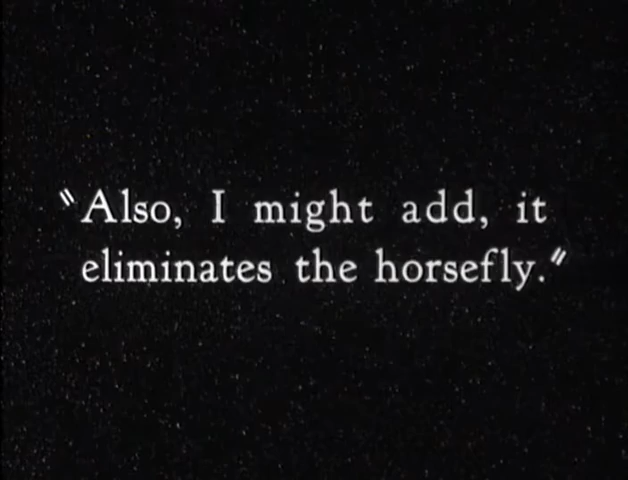 "Also, I might add, it
eliminates the horsefly."